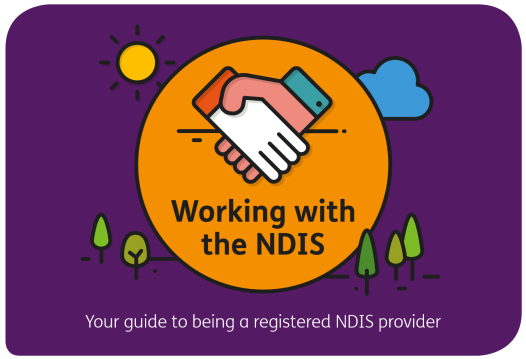 Working with
the NDIS
Your guide to being a registered NDIS provider